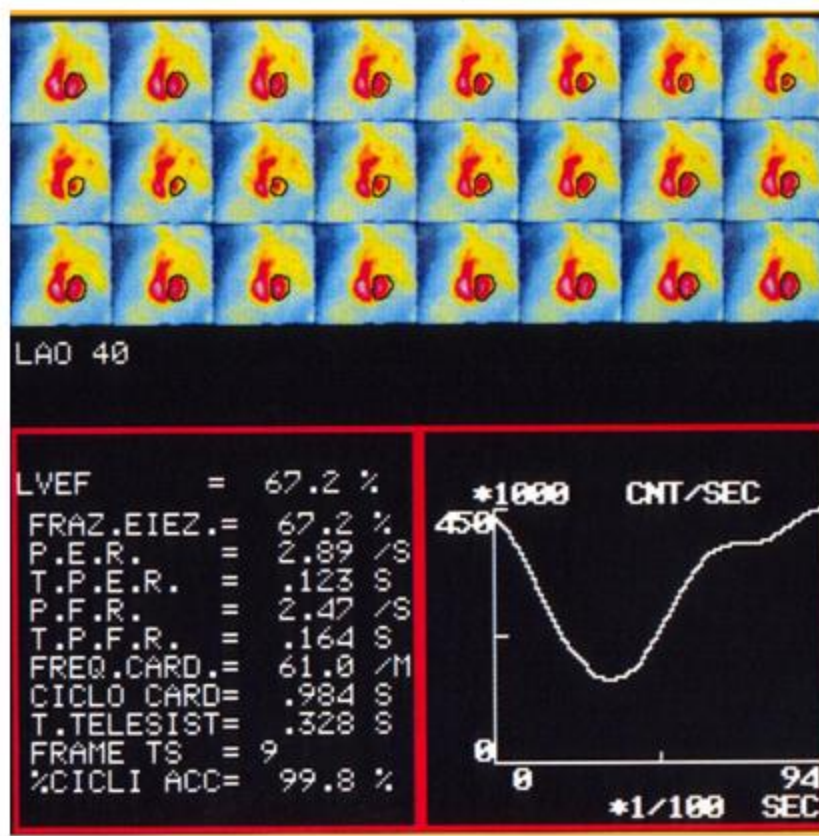 LAO 40
LVEF = 67.2 %
FRAZ.EIEZ.= 67.2 %
P.E.R. = 2.89 /S
T.P.E.R. = .123 S
P.F.R. = 2.47 /S
T.P.F.R. = .164 S
FREQ.CARD.= 61.0 /M
CICLO CARD= .984 S
T.TELESIST= .328 S
FRAME TS = 9
%CICLI ACC= 99.8 %
*1000 CNT/SEC
450
0
0 94
*1/100 SEC